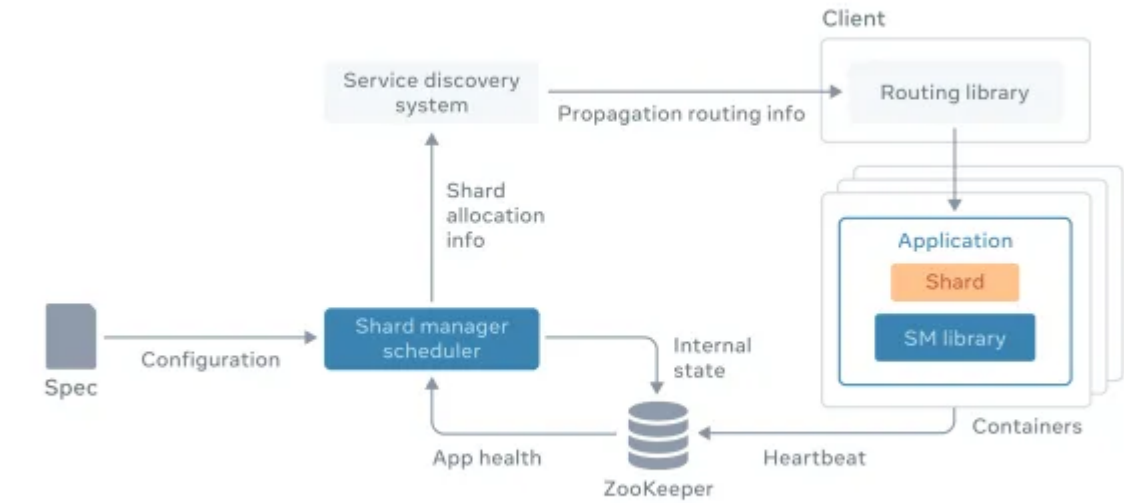 Client
Service discovery
system
Routing library
Propagation routing info
Shard
allocation
info
Application
Shard
SM library
Shard manager
scheduler
Configuration
Spec
Internal
state
Containers
App health
Heartbeat
ZooKeeper